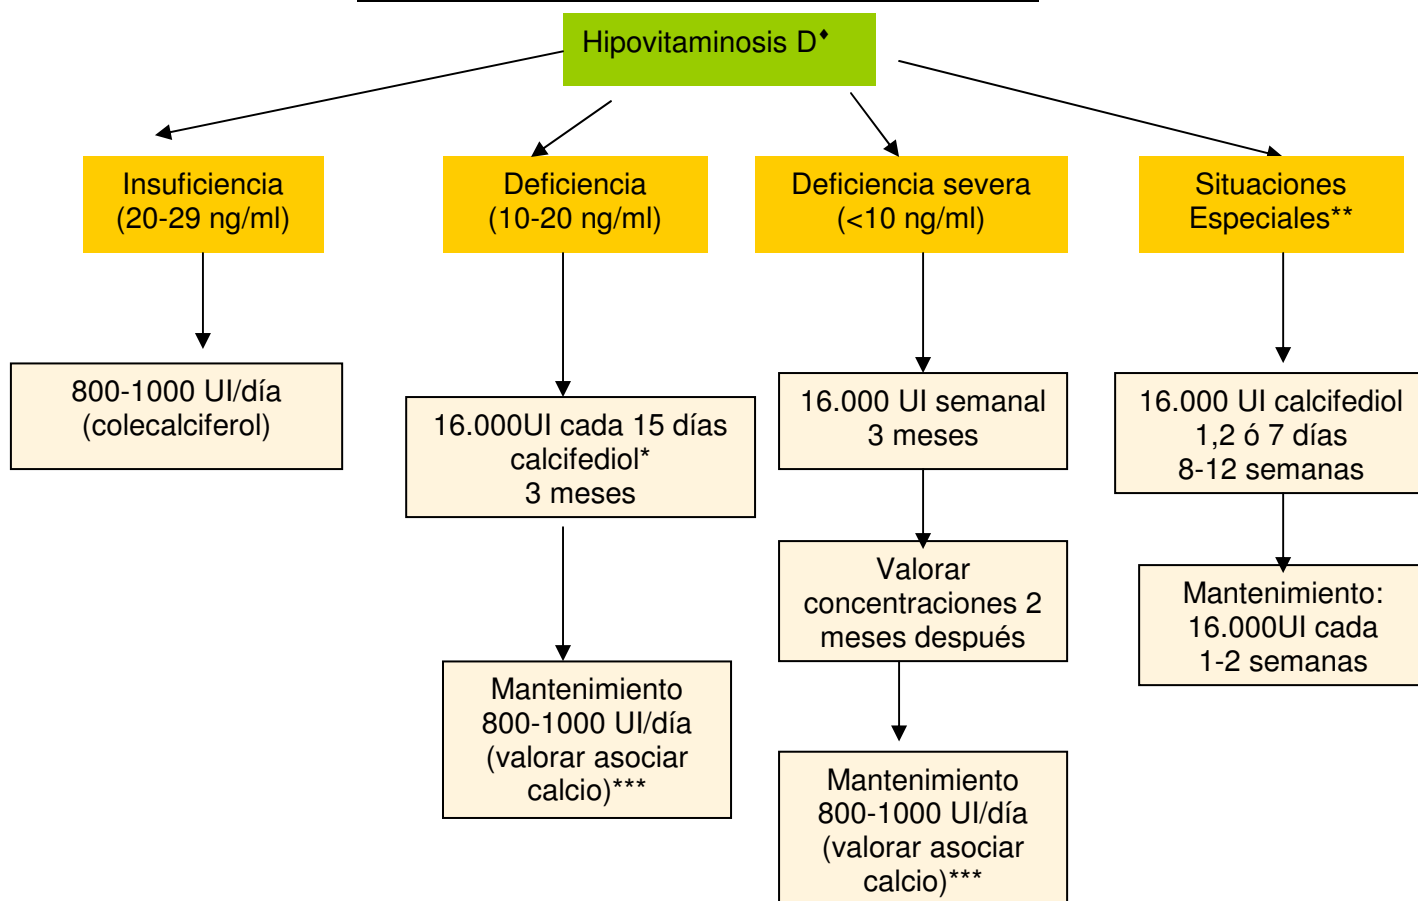 Hipovitaminosis D♦
Insuficiencia
(20-29 ng/ml)
Deficiencia
(10-20 ng/ml)
Deficiencia severa
(<10 ng/ml)
Situaciones
Especiales**
800-1000 UI/día
(colecalciferol)
16.000UI cada 15 días
calcifediol*
3 meses
16.000 UI semanal
3 meses
16.000 UI calcifediol
1,2 ó 7 días
8-12 semanas
Valorar
concentraciones 2
meses después
Mantenimiento:
16.000UI cada
1-2 semanas
Mantenimiento
800-1000 UI/día
(valorar asociar
calcio)***
Mantenimiento
800-1000 UI/día
(valorar asociar
calcio)***